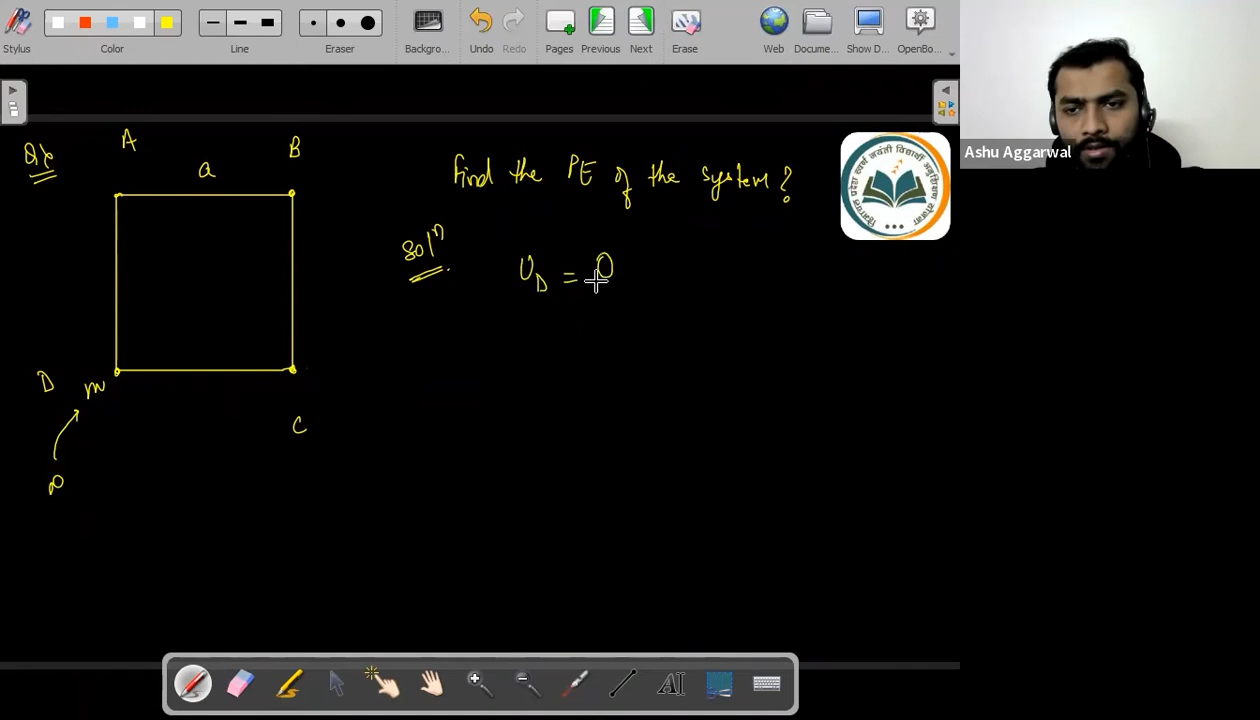 Stylus
Color
Line
Eraser
Backgro...
Undo
Redo
Pages
Previous
Next
Erase
Web
Docume...
Show D...
OpenBo...
Ashu Aggarwal
Qs
A
B
a
Find the PE of the system?
Solⁿ
U_D = 0
D
m
C
∞